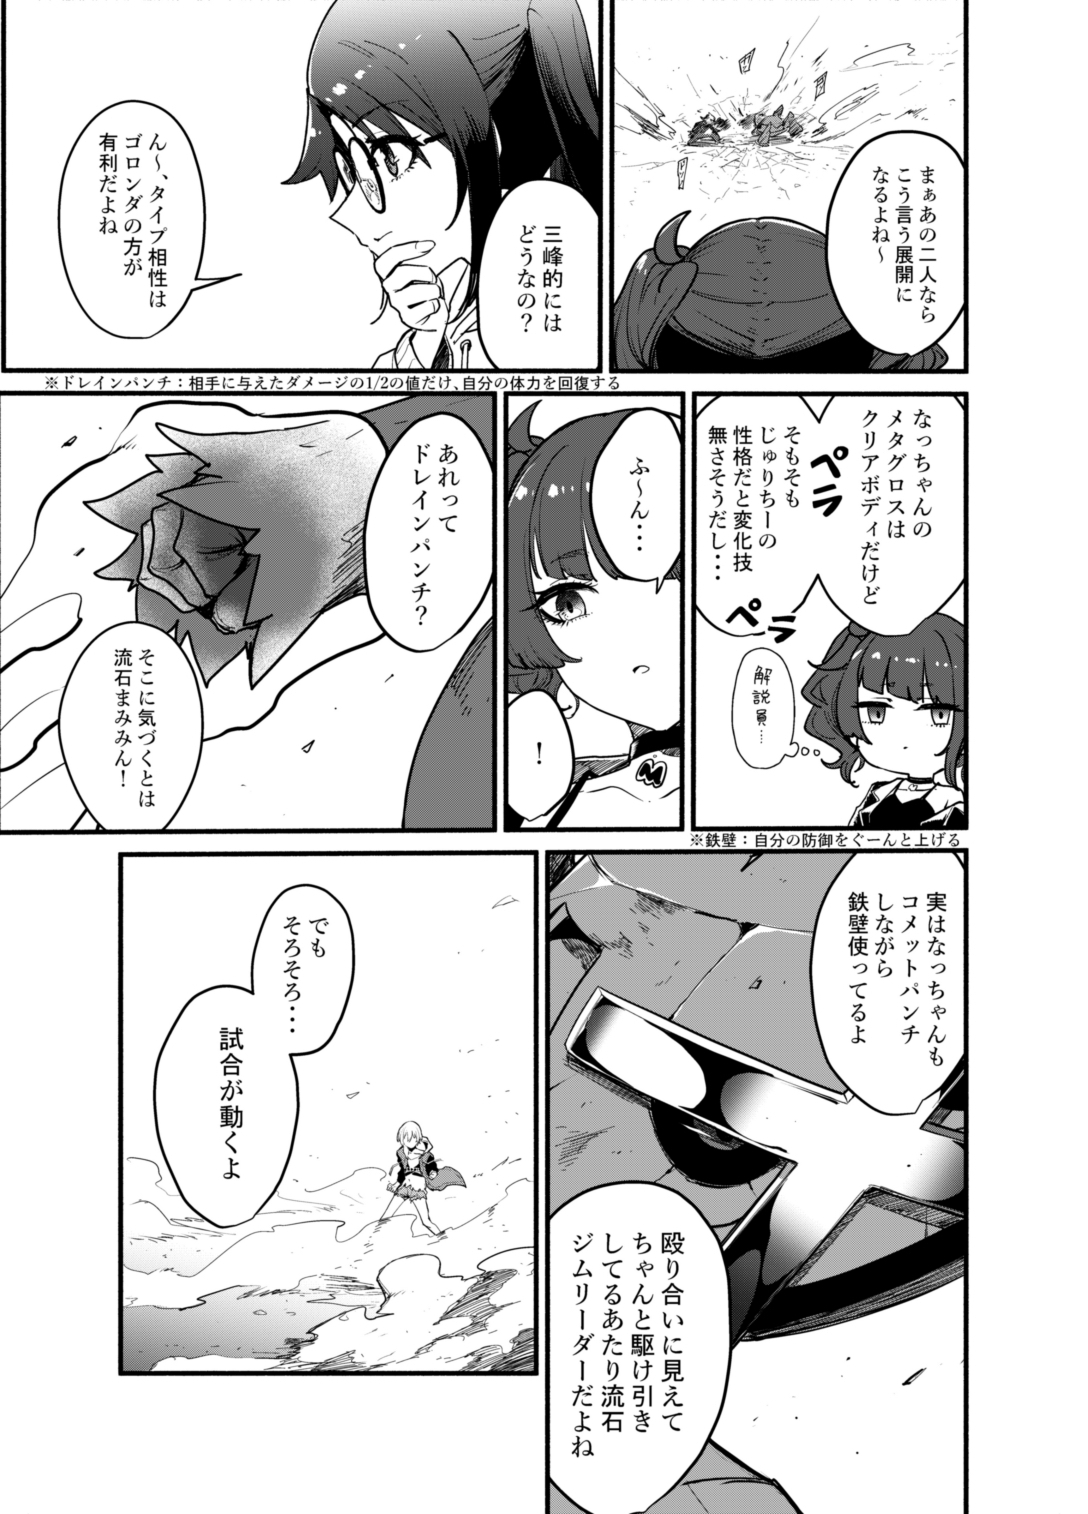 まぁあの二人なら
こう言う展開に
なるよね〜
三峰的には
どうなの？
ん〜、タイプ相性は
ゴロンダの方が
有利だよね
※ドレインパンチ：相手に与えたダメージの1/2の値だけ、自分の体力を回復する
なっちゃんの
メタグロスは
クリアボディだけど
そもそも
じゅりちーの
性格だと変化技
無さそうだし・・・
ペラ
ペラ
解説員…
ふ〜ん・・・
！
M
あれって
ドレインパンチ？
そこに気づくとは
流石まみみん！
※鉄壁：自分の防御をぐーんと上げる
実はなっちゃんも
コメットパンチ
しながら
鉄壁使ってるよ
殴り合いに見えて
ちゃんと駆け引き
してるあたり流石
ジムリーダーだよね
でも
そろそろ・・・
試合が動くよ